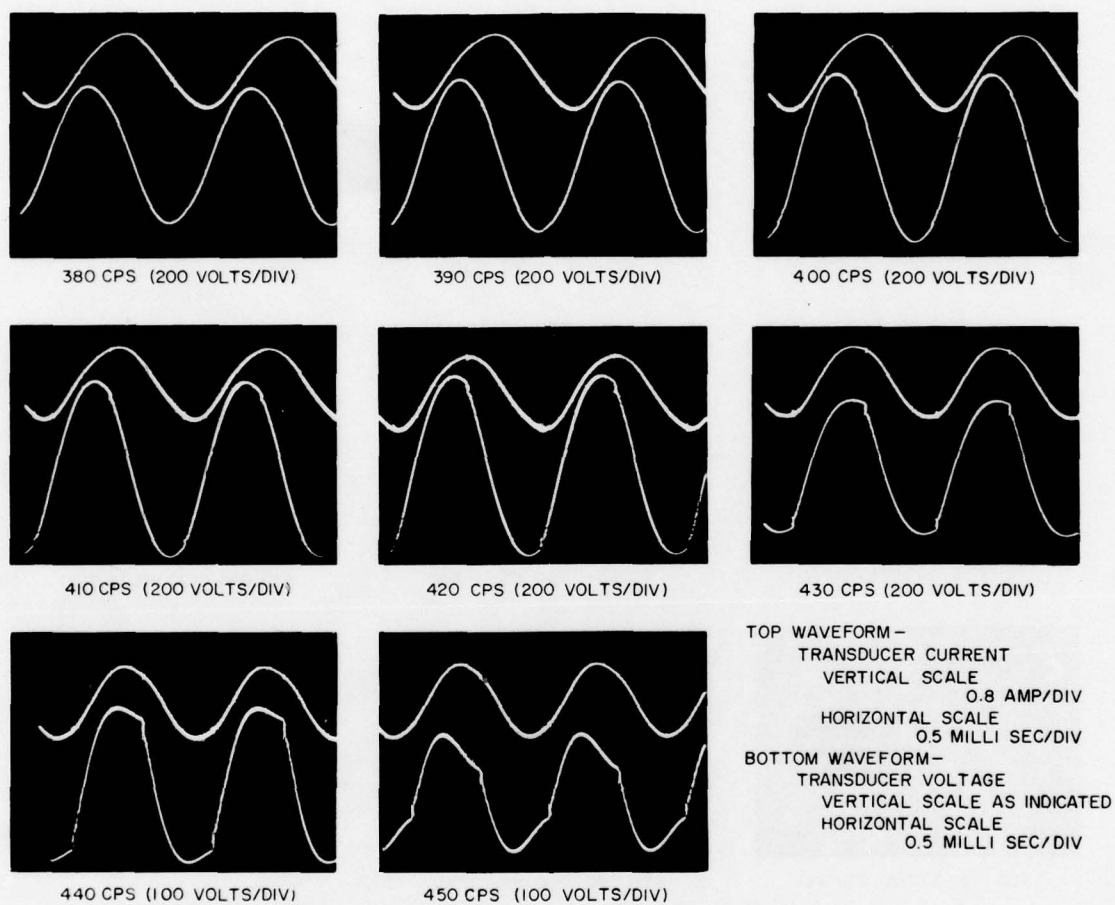 380 CPS (200 VOLTS/DIV)
390 CPS (200 VOLTS/DIV)
400 CPS (200 VOLTS/DIV)
410 CPS (200 VOLTS/DIV)
420 CPS (200 VOLTS/DIV)
430 CPS (200 VOLTS/DIV)
440 CPS (100 VOLTS/DIV)
450 CPS (100 VOLTS/DIV)
TOP WAVEFORM-
TRANSDUCER CURRENT
VERTICAL SCALE
0.8 AMP/DIV
HORIZONTAL SCALE
0.5 MILLI SEC/DIV
BOTTOM WAVEFORM-
TRANSDUCER VOLTAGE
VERTICAL SCALE AS INDICATED
HORIZONTAL SCALE
0.5 MILLI SEC/DIV